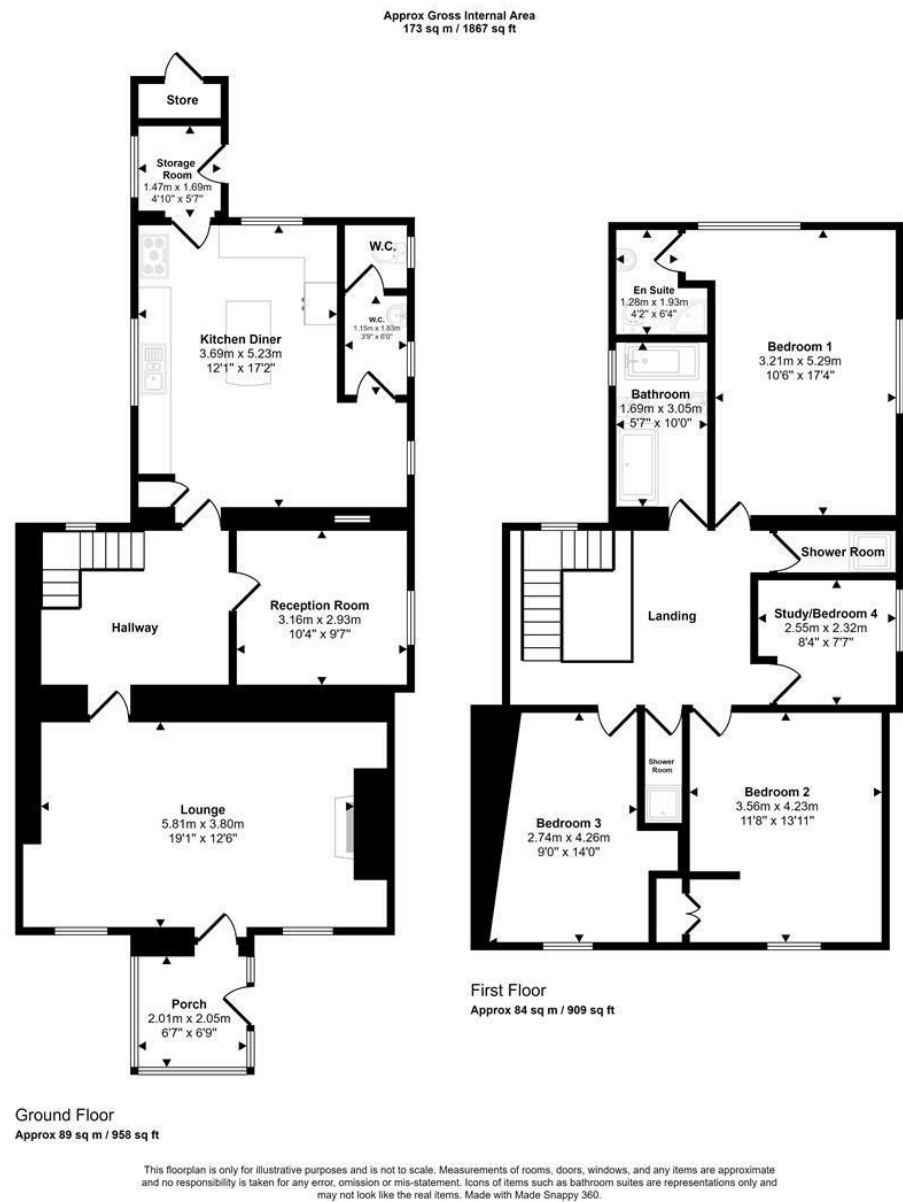 Approx Gross Internal Area
173 sq m / 1867 sq ft
Store
Storage
Room
1.47m x 1.69m
4'10" x 5'7"
W.C.
W.C.
1.15m x 1.83m
3'9" x 6'0"
Kitchen Diner
3.69m x 5.23m
12'1" x 17'2"
Hallway
Reception Room
3.16m x 2.93m
10'4" x 9'7"
Lounge
5.81m x 3.80m
19'1" x 12'6"
Porch
2.01m x 2.05m
6'7" x 6'9"
Ground Floor
Approx 89 sq m / 958 sq ft
En Suite
1.28m x 1.93m
4'2" x 6'4"
Bedroom 1
3.21m x 5.29m
10'6" x 17'4"
Bathroom
1.69m x 3.05m
5'7" x 10'0"
Shower Room
Landing
Study/Bedroom 4
2.55m x 2.32m
8'4" x 7'7"
Shower
Room
Bedroom 2
3.56m x 4.23m
11'8" x 13'11"
Bedroom 3
2.74m x 4.26m
9'0" x 14'0"
First Floor
Approx 84 sq m / 909 sq ft
This floorplan is only for illustrative purposes and is not to scale. Measurements of rooms, doors, windows, and any items are approximate
and no responsibility is taken for any error, omission or mis-statement. Icons of items such as bathroom suites are representations only and
may not look like the real items. Made with Made Snappy 360.